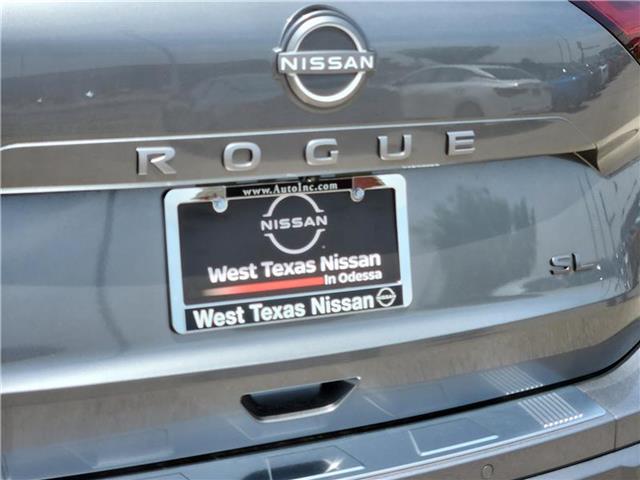 NISSAN
ROGUE
www.AutoInc.com
NISSAN
West Texas Nissan
In Odessa
SL
West Texas Nissan